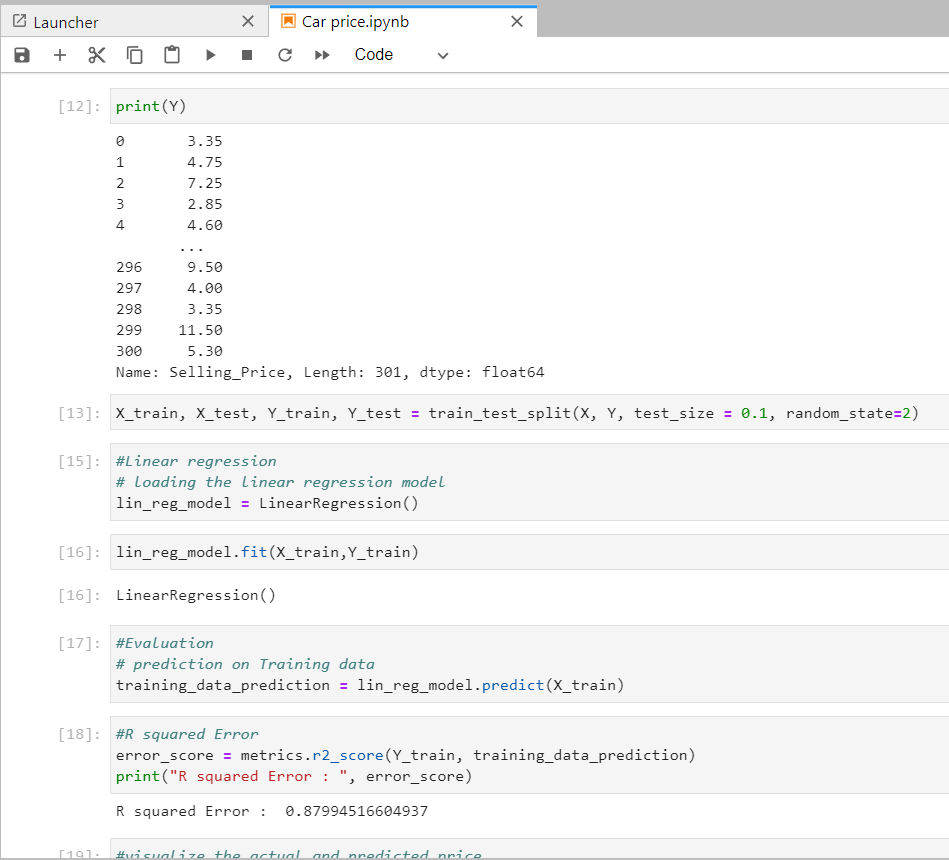 Launcher
Car price.ipynb
Code
[12]: print(Y)
0 3.35
1 4.75
2 7.25
3 2.85
4 4.60
...
296 9.50
297 4.00
298 3.35
299 11.50
300 5.30
Name: Selling_Price, Length: 301, dtype: float64
[13]: X_train, X_test, Y_train, Y_test = train_test_split(X, Y, test_size = 0.1, random_state=2)
[15]: #Linear regression
# loading the linear regression model
lin_reg_model = LinearRegression()
[16]: lin_reg_model.fit(X_train,Y_train)
[16]: LinearRegression()
[17]: #Evaluation
# prediction on Training data
training_data_prediction = lin_reg_model.predict(X_train)
[18]: #R squared Error
error_score = metrics.r2_score(Y_train, training_data_prediction)
print("R squared Error : ", error_score)
R squared Error :  0.87994516604937
[19]: #visualize the actual and predicted price